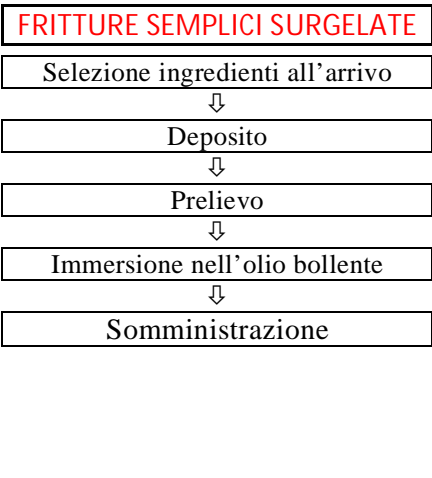 FRITTURE SEMPLICI SURGELATE
Selezione ingredienti all’arrivo
⇩
Deposito
⇩
Prelievo
⇩
Immersione nell’olio bollente
⇩
Somministrazione